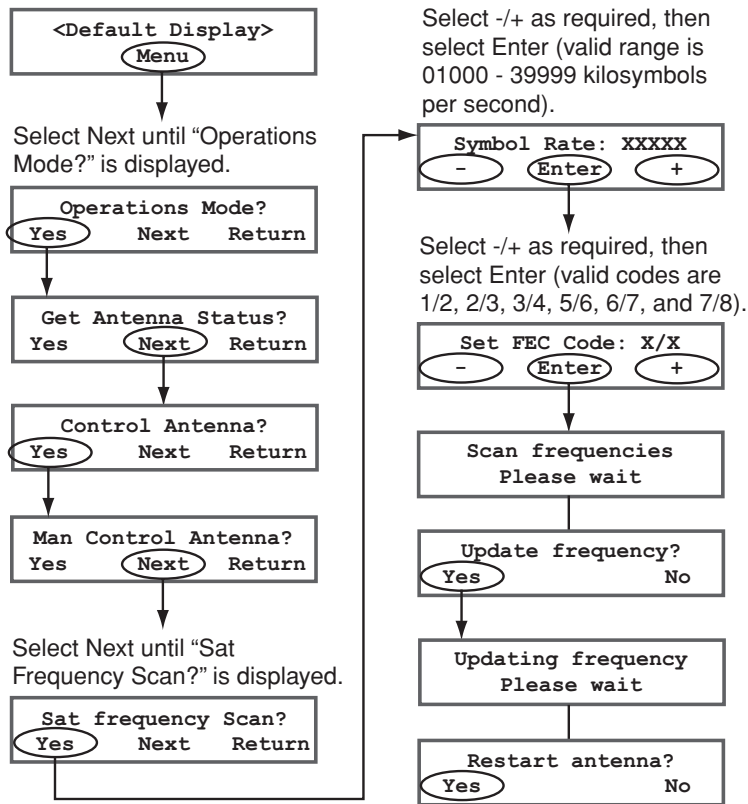 <Default Display>
Menu
Select Next until “Operations
Mode?” is displayed.
Operations Mode?
Yes Next Return
Get Antenna Status?
Yes Next Return
Control Antenna?
Yes Next Return
Man Control Antenna?
Yes Next Return
Select Next until “Sat
Frequency Scan?” is displayed.
Sat frequency Scan?
Yes Next Return
Select -/+ as required, then
select Enter (valid range is
01000 - 39999 kilosymbols
per second).
Symbol Rate: XXXXX
- Enter +
Select -/+ as required, then
select Enter (valid codes are
1/2, 2/3, 3/4, 5/6, 6/7, and 7/8).
Set FEC Code: X/X
- Enter +
Scan frequencies
Please wait
Update frequency?
Yes No
Updating frequency
Please wait
Restart antenna?
Yes No